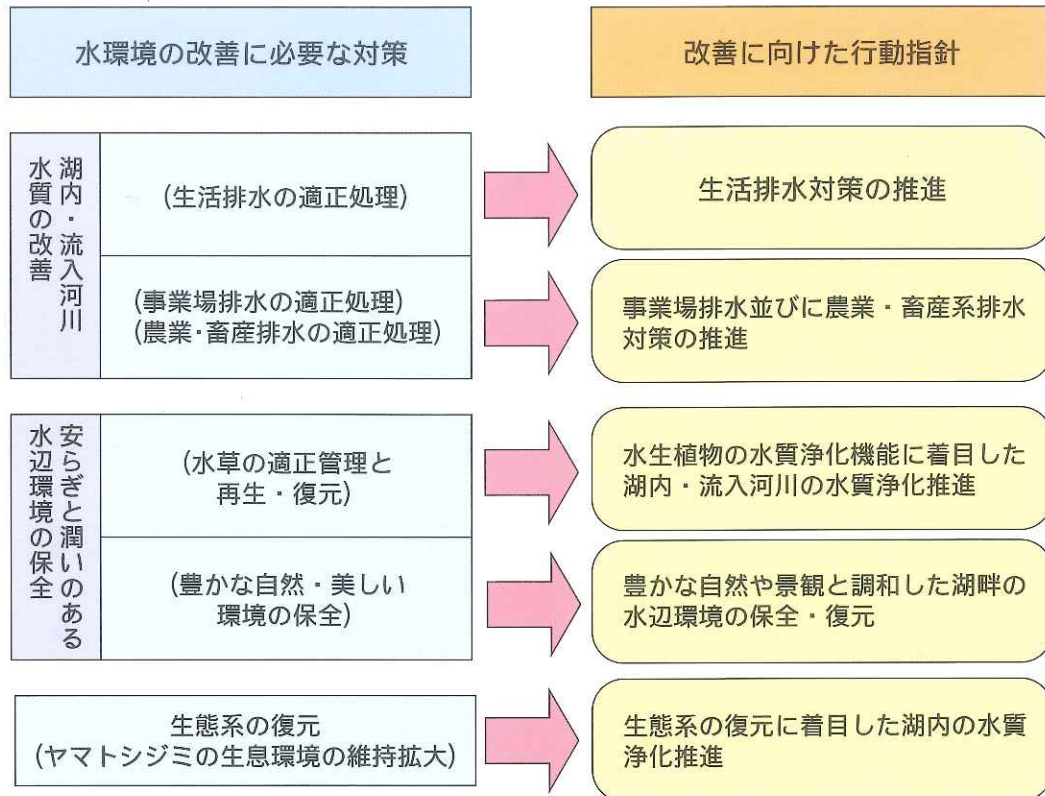 水環境の改善に必要な対策
改善に向けた行動指針
湖内・流入河川
水質の改善
(生活排水の適正処理)
生活排水対策の推進
(事業場排水の適正処理)
(農業・畜産排水の適正処理)
事業場排水並びに農業・畜産系排水
対策の推進
安らぎと潤いのある
水辺環境の保全
(水草の適正管理と
再生・復元)
水生植物の水質浄化機能に着目した
湖内・流入河川の水質浄化推進
(豊かな自然・美しい
環境の保全)
豊かな自然や景観と調和した湖畔の
水辺環境の保全・復元
生態系の復元
(ヤマトシジミの生息環境の維持拡大)
生態系の復元に着目した湖内の水質
浄化推進